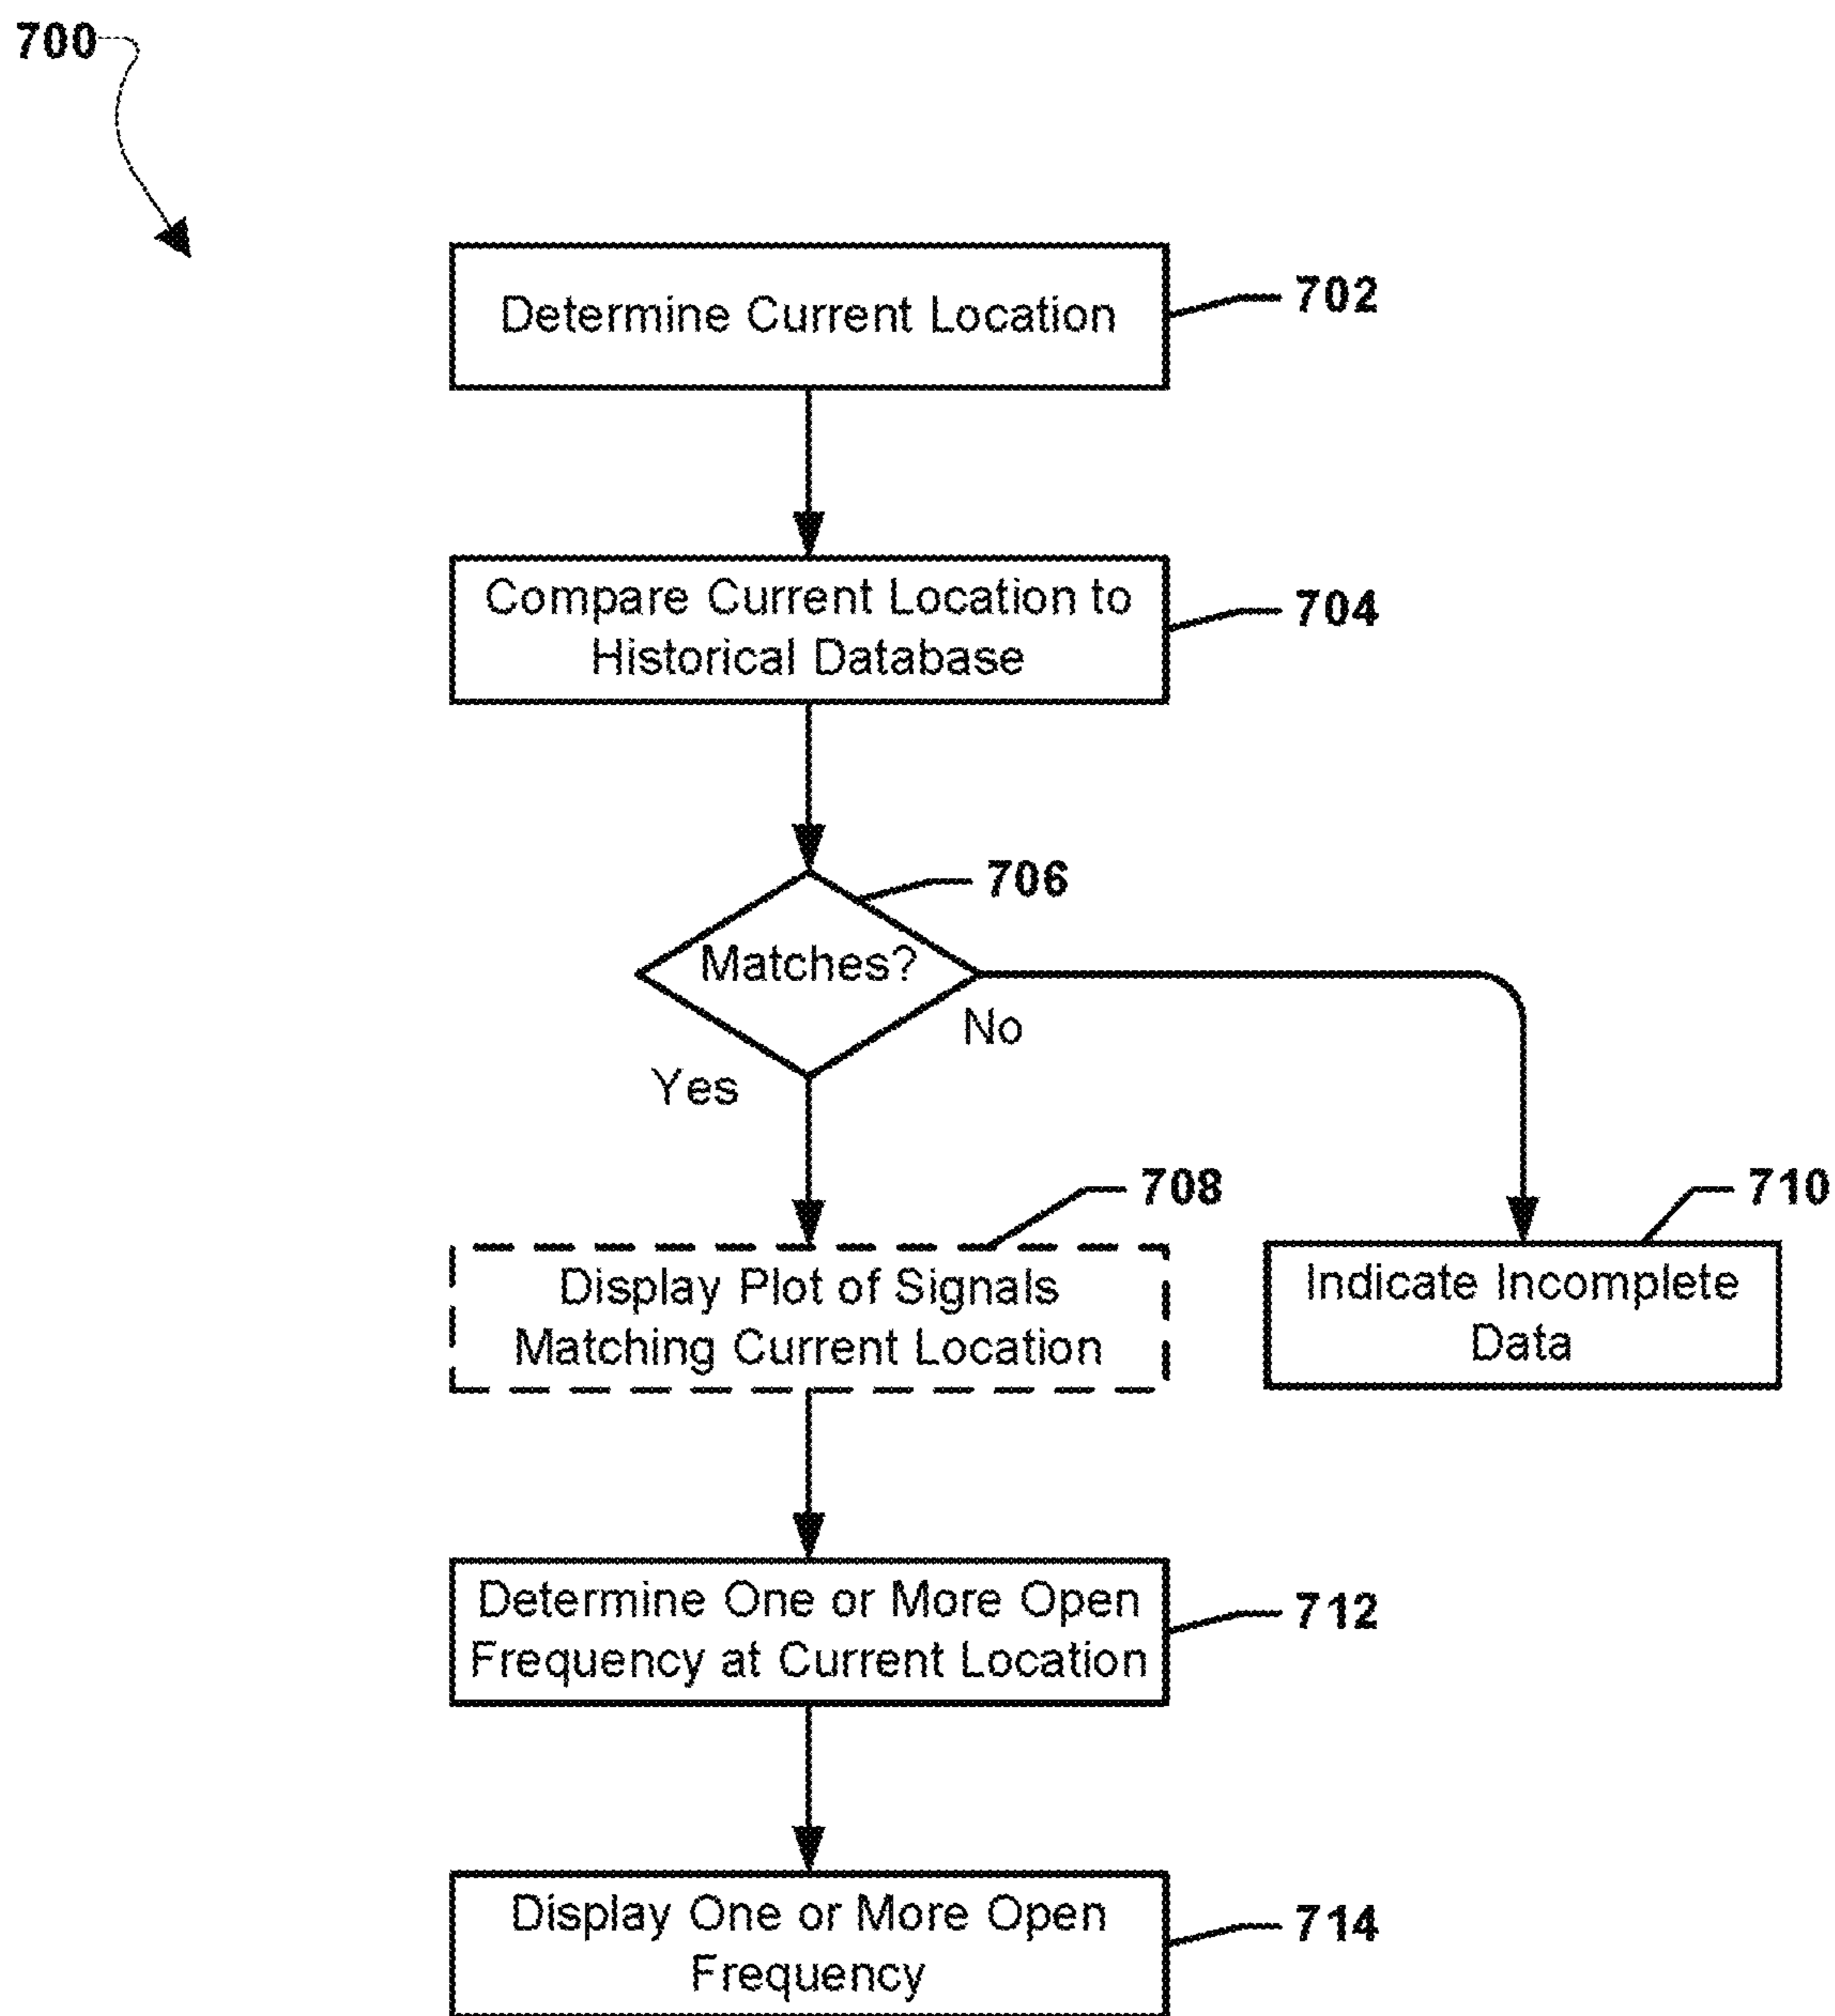 700
Determine Current Location
702
Compare Current Location to
Historical Database
704
706
Matches?
No
Yes
708
710
Display Plot of Signals
Matching Current Location
Indicate Incomplete
Data
Determine One or More Open
Frequency at Current Location
712
Display One or More Open
Frequency
714